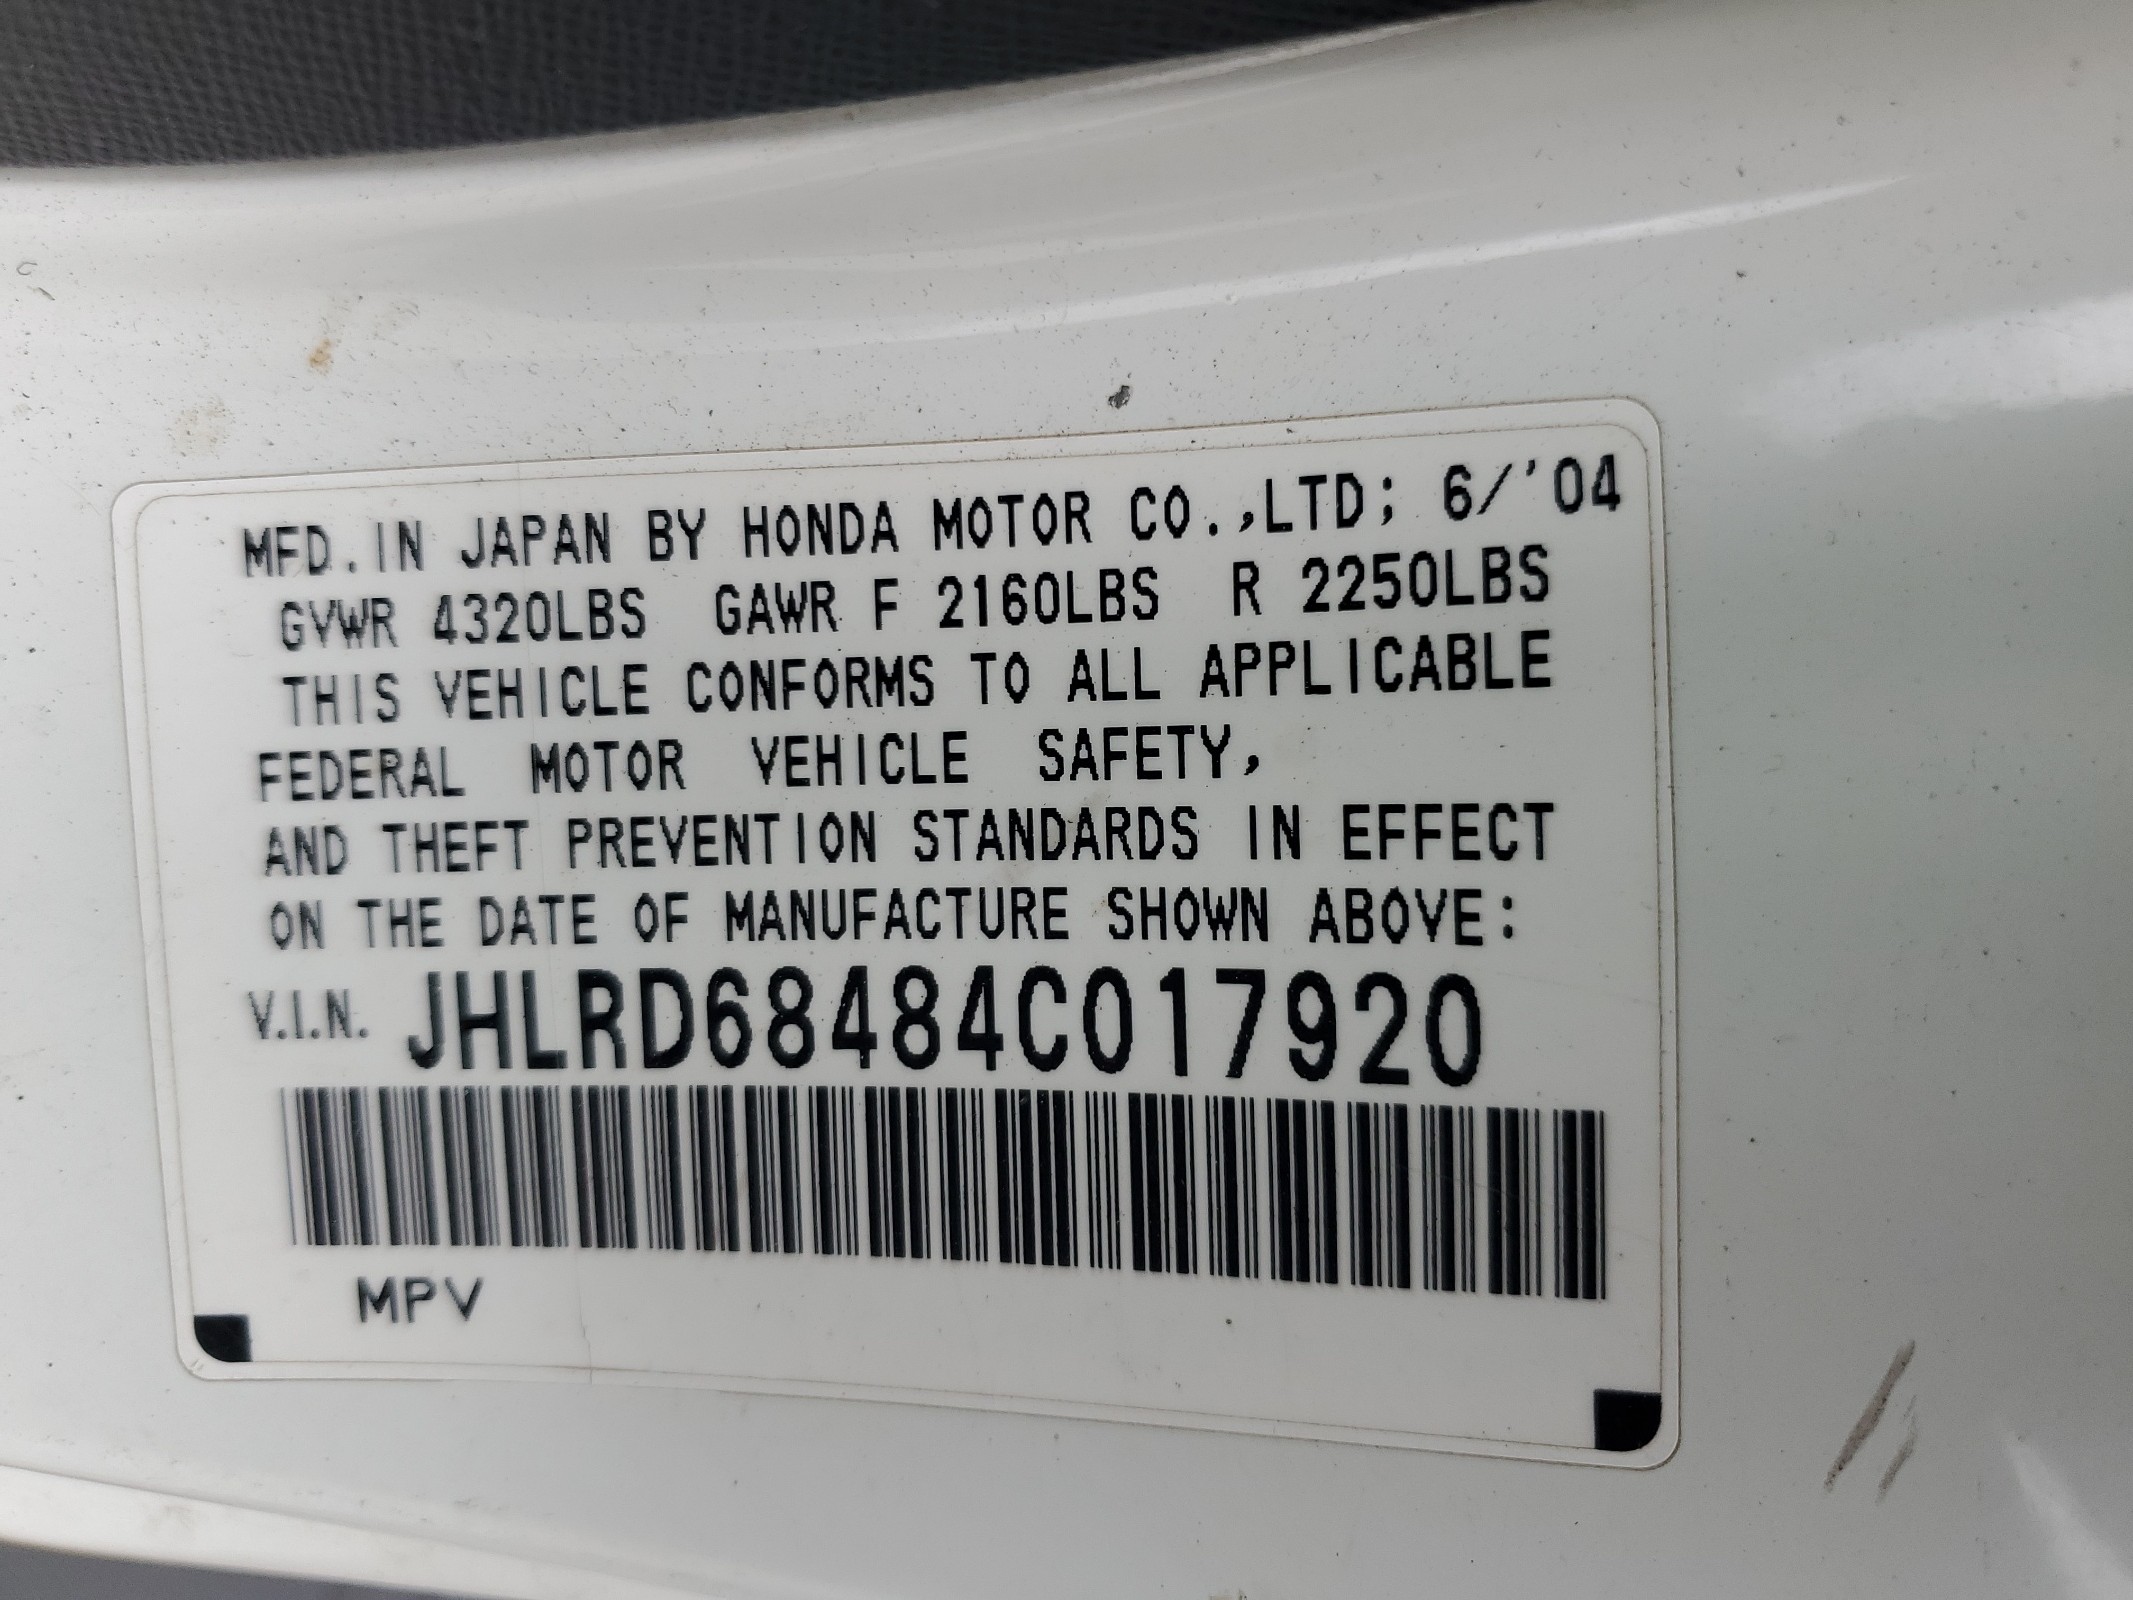 MFD. IN JAPAN BY HONDA MOTOR CO.,LTD; 6/'04
GVWR 4320LBS GAWR F 2160LBS R 2250LBS
THIS VEHICLE CONFORMS TO ALL APPLICABLE
FEDERAL MOTOR VEHICLE SAFETY,
AND THEFT PREVENTION STANDARDS IN EFFECT
ON THE DATE OF MANUFACTURE SHOWN ABOVE:
V.I.N. JHLRD68484C017920
MPV